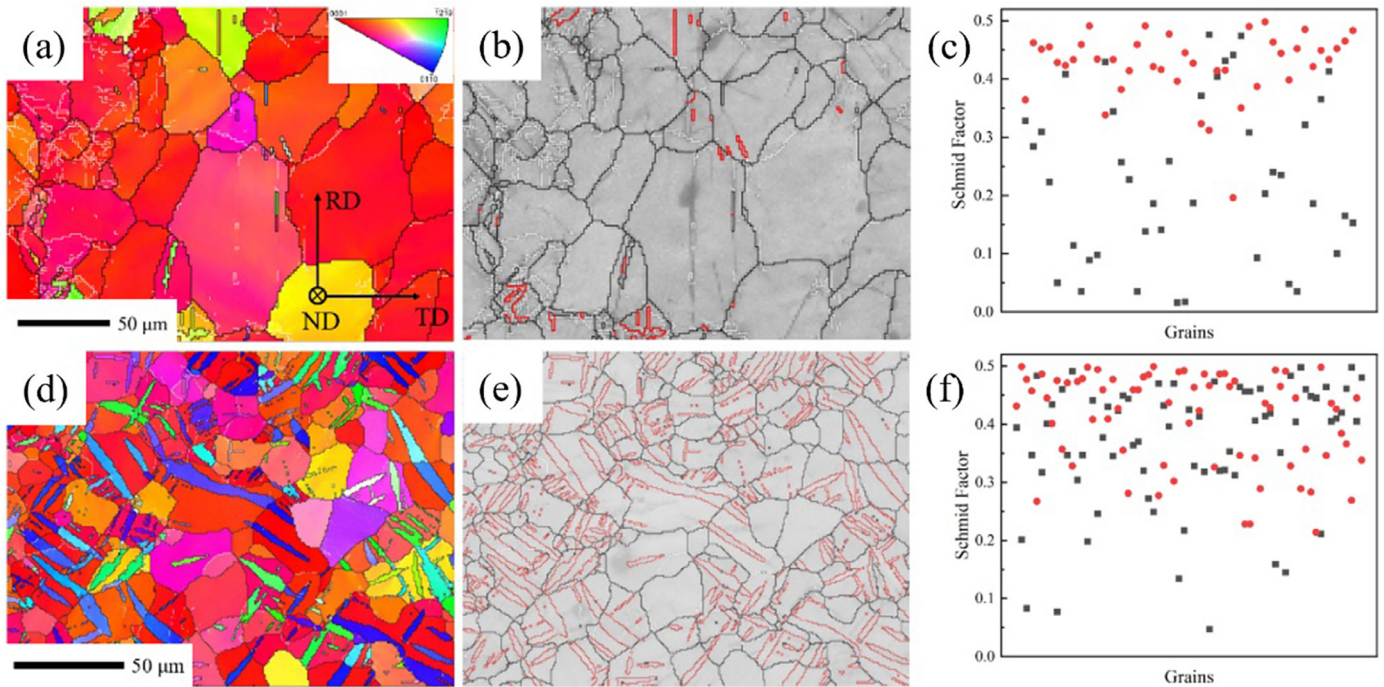 (a)
0001
RD
ND
TD
50 μm
(b)
(c)
0.5
0.4
0.3
0.2
0.1
0.0
Schmid Factor
Grains
(d)
50 μm
(e)
(f)
0.5
0.4
0.3
0.2
0.1
0.0
Schmid Factor
Grains